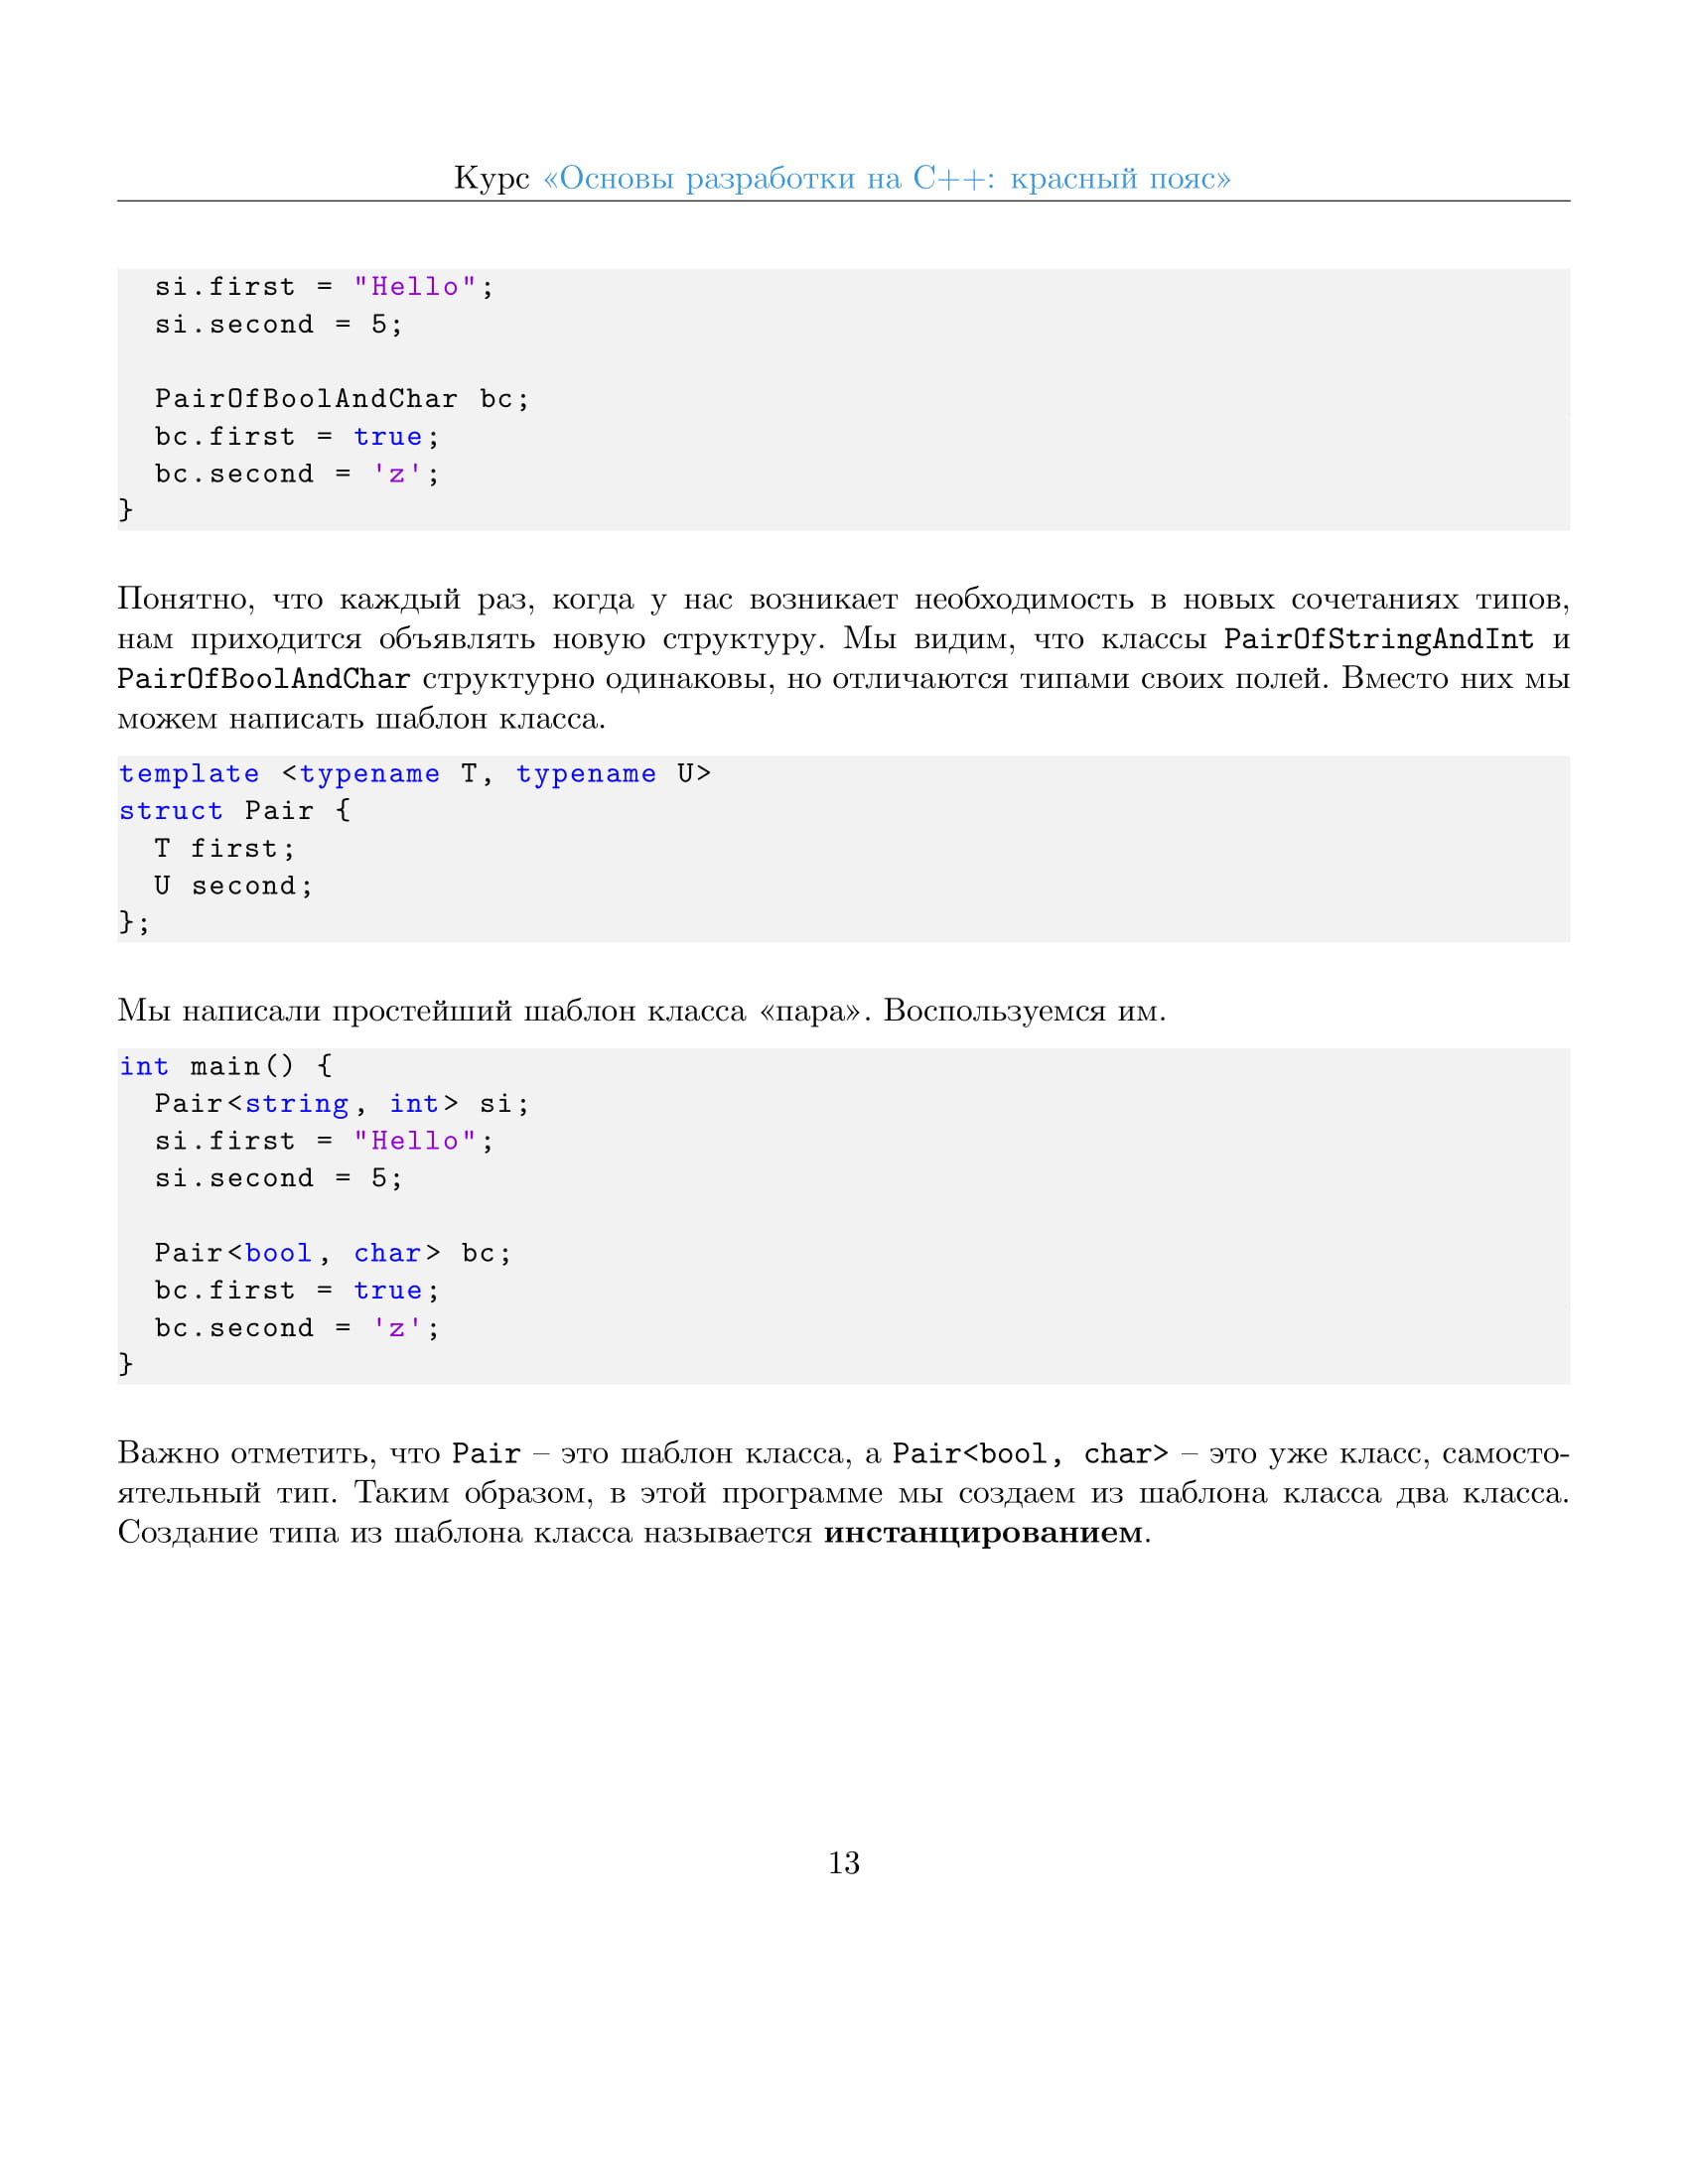 Курс «Основы разработки на C++: красный пояс»
  si.first = "Hello";
  si.second = 5;

  PairOfBoolAndChar bc;
  bc.first = true;
  bc.second = 'z';
}
Понятно, что каждый раз, когда у нас возникает необходимость в новых сочетаниях типов,
нам приходится объявлять новую структуру. Мы видим, что классы PairOfStringAndInt и
PairOfBoolAndChar структурно одинаковы, но отличаются типами своих полей. Вместо них мы
можем написать шаблон класса.
template <typename T, typename U>
struct Pair {
  T first;
  U second;
};
Мы написали простейший шаблон класса «пара». Воспользуемся им.
int main() {
  Pair<string, int> si;
  si.first = "Hello";
  si.second = 5;

  Pair<bool, char> bc;
  bc.first = true;
  bc.second = 'z';
}
Важно отметить, что Pair – это шаблон класса, а Pair<bool, char> – это уже класс, самосто-
ятельный тип. Таким образом, в этой программе мы создаем из шаблона класса два класса.
Создание типа из шаблона класса называется инстанцированием.
13